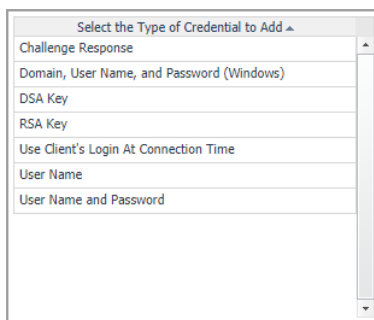 Select the Type of Credential to Add
Challenge Response
Domain, User Name, and Password (Windows)
DSA Key
RSA Key
Use Client's Login At Connection Time
User Name
User Name and Password